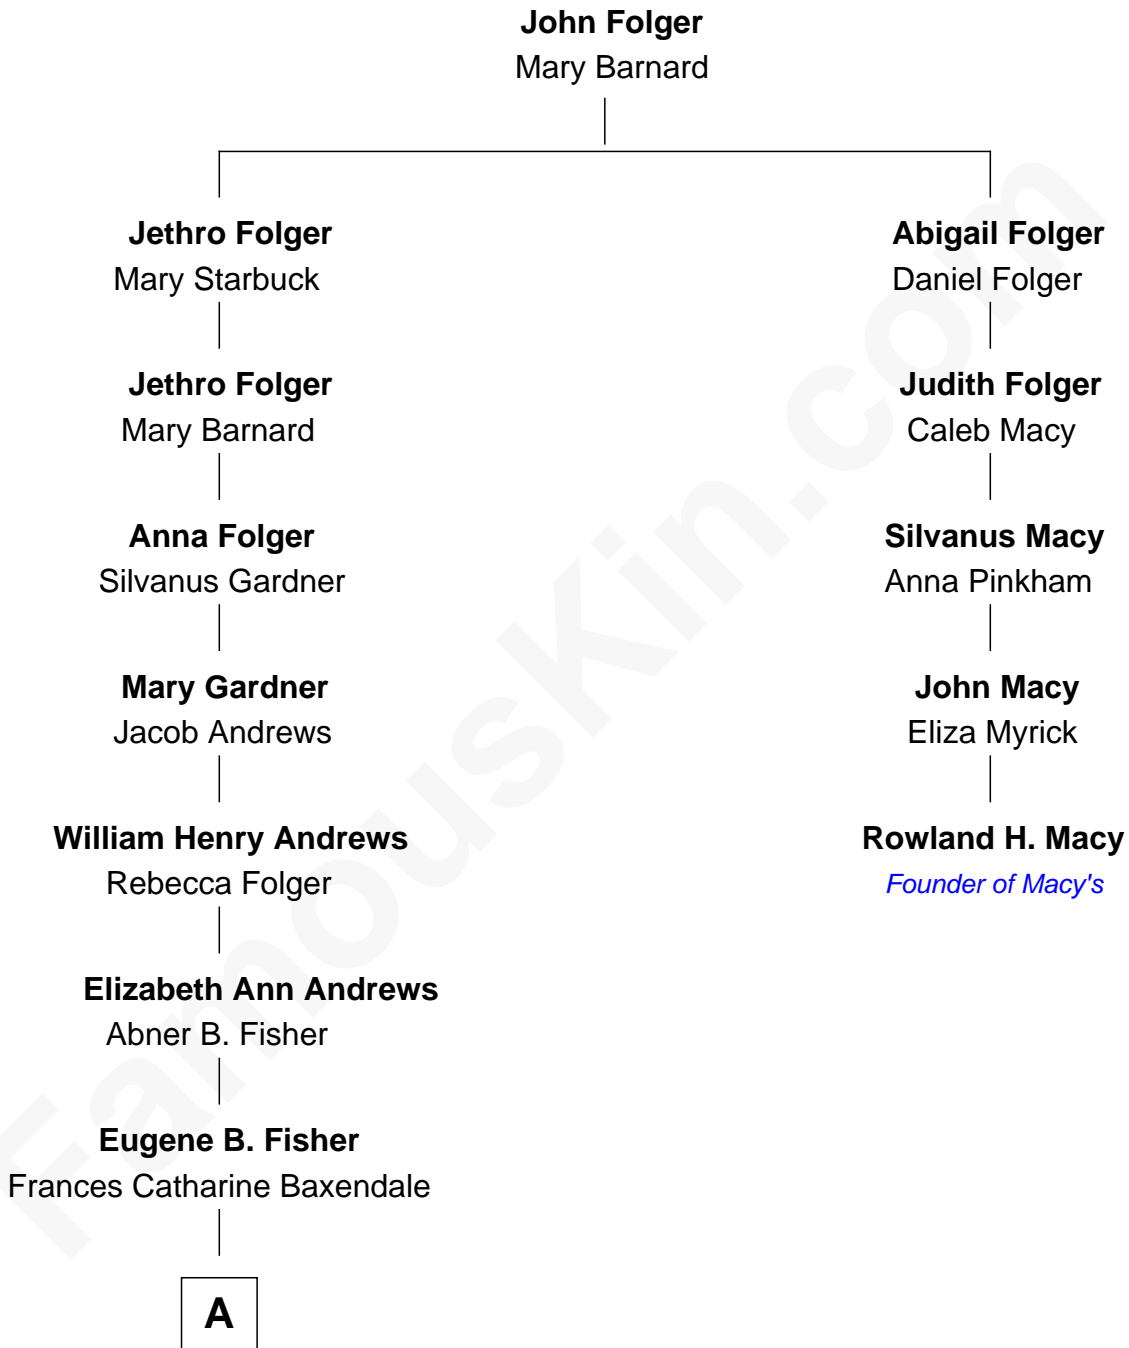 John Folger
Mary Barnard
Jethro Folger
Mary Starbuck
Abigail Folger
Daniel Folger
Jethro Folger
Mary Barnard
Judith Folger
Caleb Macy
Anna Folger
Silvanus Gardner
Silvanus Macy
Anna Pinkham
Mary Gardner
Jacob Andrews
John Macy
Eliza Myrick
William Henry Andrews
Rebecca Folger
Rowland H. Macy
Founder of Macy's
Elizabeth Ann Andrews
Abner B. Fisher
Eugene B. Fisher
Frances Catharine Baxendale
A
FamousKin.com